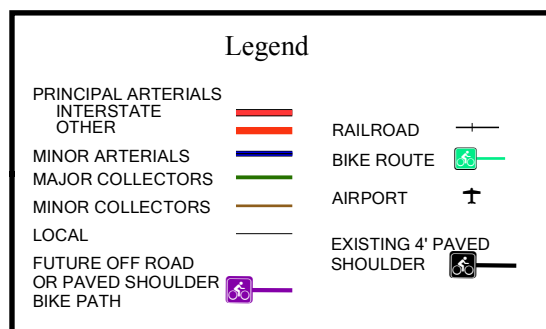 Legend
PRINCIPAL ARTERIALS
INTERSTATE
OTHER
MINOR ARTERIALS
MAJOR COLLECTORS
MINOR COLLECTORS
LOCAL
FUTURE OFF ROAD
OR PAVED SHOULDER
BIKE PATH
RAILROAD
BIKE ROUTE
AIRPORT
EXISTING 4' PAVED
SHOULDER